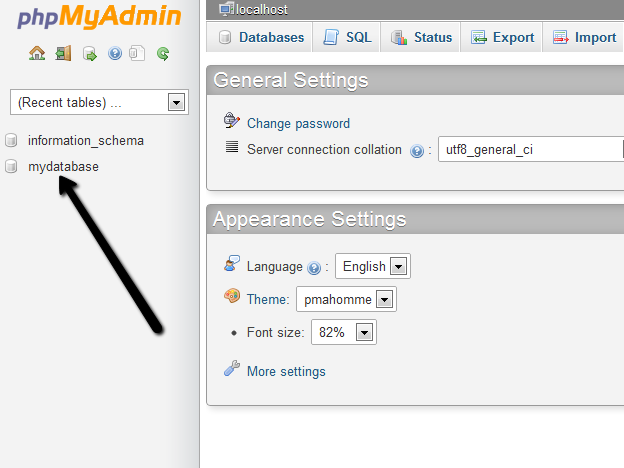 phpMyAdmin
(Recent tables) ...
information_schema
mydatabase
localhost
Databases SQL Status Export Import
General Settings
Change password
Server connection collation : utf8_general_ci
Appearance Settings
Language : English
Theme: pmahomme
Font size: 82%
More settings